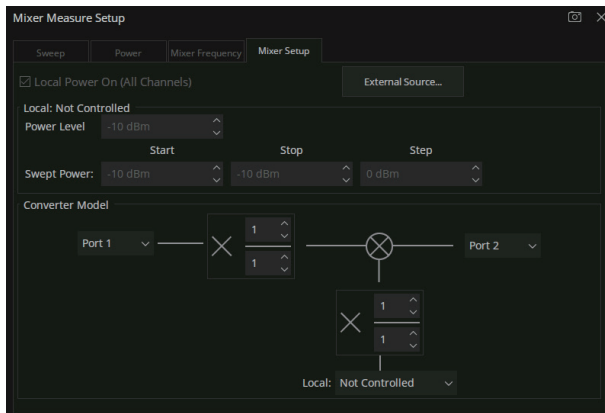 Mixer Measure Setup
Sweep Power Mixer Frequency Mixer Setup
Local Power On (All Channels) External Source...
Local: Not Controlled
Power Level -10 dBm
Start Stop Step
Swept Power: -10 dBm -10 dBm 0 dBm
Converter Model
Port 1 1 Port 2
1
1
1
Local: Not Controlled